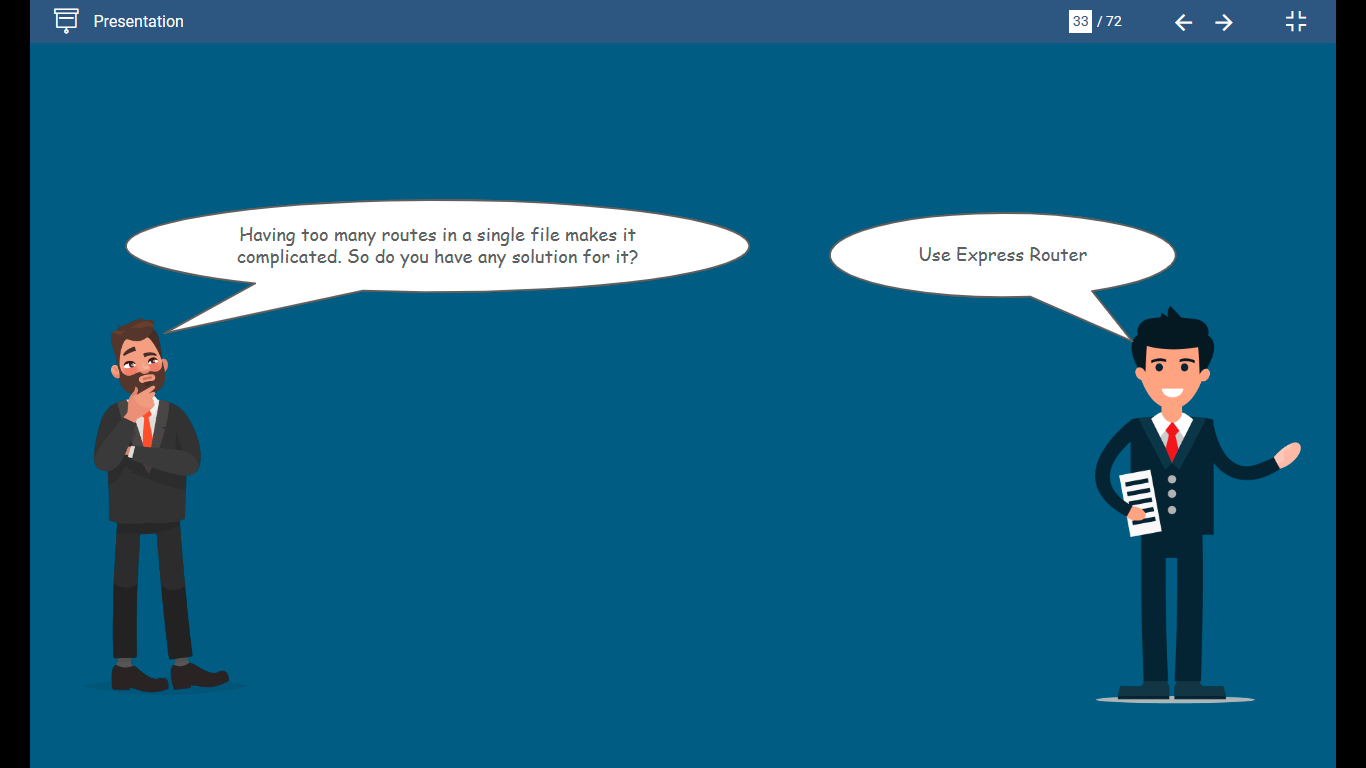 Presentation
33 / 72
Having too many routes in a single file makes it
complicated. So do you have any solution for it?
Use Express Router